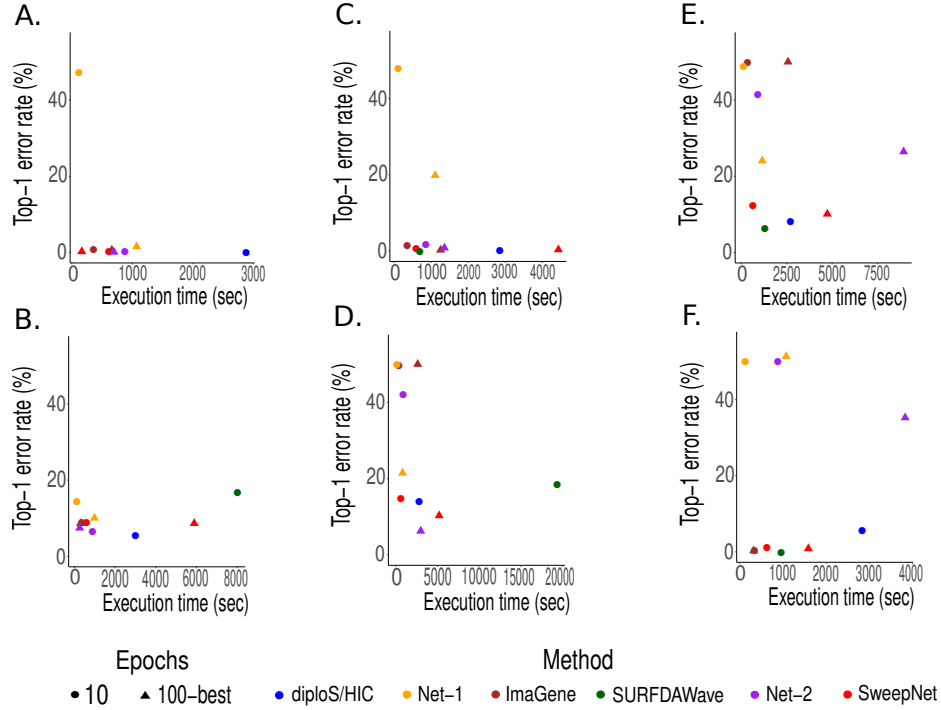 A.
Top-1 error rate (%)
40
20
0
0 1000 2000 3000
Execution time (sec)
C.
Top-1 error rate (%)
40
20
0
0 1000 2000 3000 4000
Execution time (sec)
E.
Top-1 error rate (%)
40
20
0
0 2500 5000 7500
Execution time (sec)
B.
Top-1 error rate (%)
40
20
0
0 2000 4000 6000 8000
Execution time (sec)
D.
Top-1 error rate (%)
40
20
0
0 5000 10000 15000 20000
Execution time (sec)
F.
Top-1 error rate (%)
40
20
0
0 1000 2000 3000 4000
Execution time (sec)
Epochs
10 100-best
Method
diploS/HIC Net-1 ImaGene SURFDAWave Net-2 SweepNet